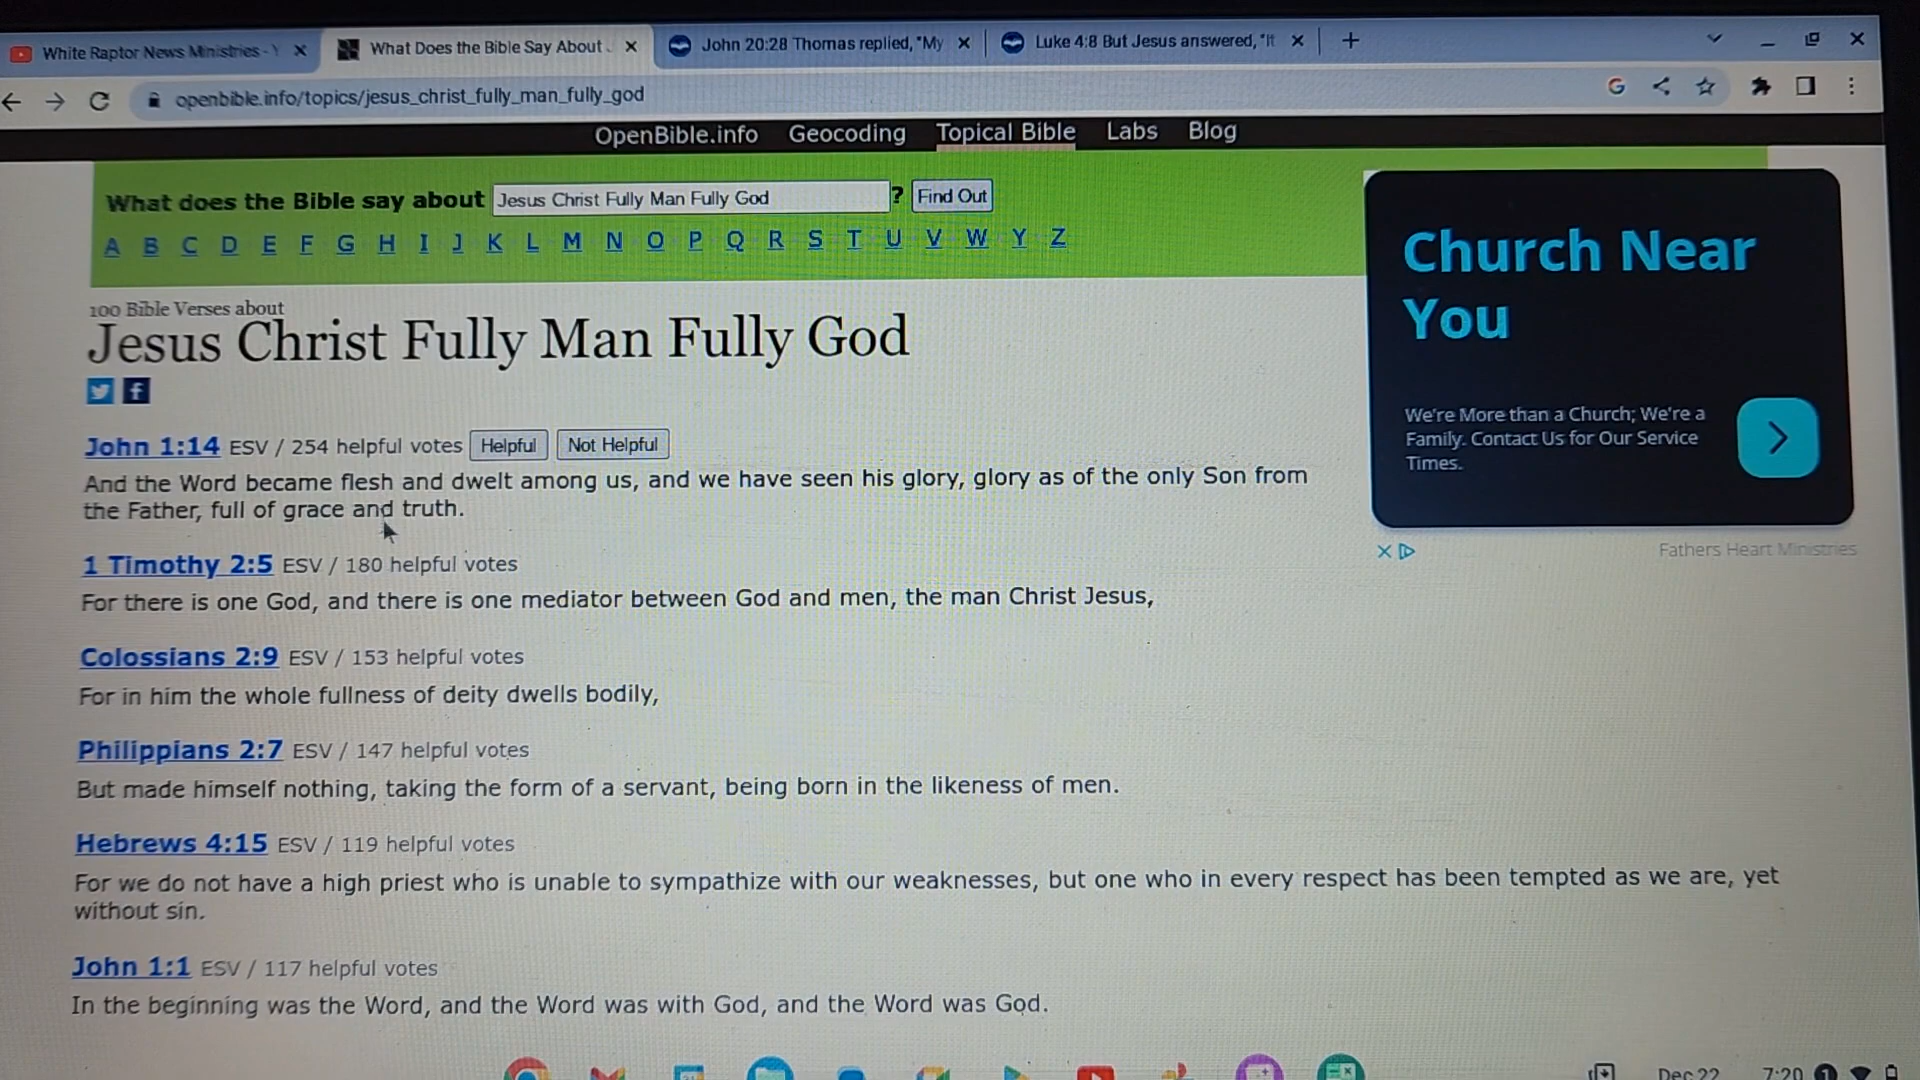 White Raptor News Ministries - Y
What Does the Bible Say About
John 20:28 Thomas replied, "My
Luke 4:8 But Jesus answered, "It
openbible.info/topics/jesus_christ_fully_man_fully_god
OpenBible.info Geocoding Topical Bible Labs Blog
What does the Bible say about Jesus Christ Fully Man Fully God ? Find Out
A B C D E F G H I J K L M N O P Q R S T U V W Y Z
100 Bible Verses about
Jesus Christ Fully Man Fully God
John 1:14 ESV / 254 helpful votes Helpful Not Helpful
And the Word became flesh and dwelt among us, and we have seen his glory, glory as of the only Son from
the Father, full of grace and truth.
1 Timothy 2:5 ESV / 180 helpful votes
For there is one God, and there is one mediator between God and men, the man Christ Jesus,
Colossians 2:9 ESV / 153 helpful votes
For in him the whole fullness of deity dwells bodily,
Philippians 2:7 ESV / 147 helpful votes
But made himself nothing, taking the form of a servant, being born in the likeness of men.
Hebrews 4:15 ESV / 119 helpful votes
For we do not have a high priest who is unable to sympathize with our weaknesses, but one who in every respect has been tempted as we are, yet
without sin.
John 1:1 ESV / 117 helpful votes
In the beginning was the Word, and the Word was with God, and the Word was God.
Church Near
You
We're More than a Church; We're a
Family. Contact Us for Our Service
Times.
Fathers Heart Ministries
Dec 22 7:20 1